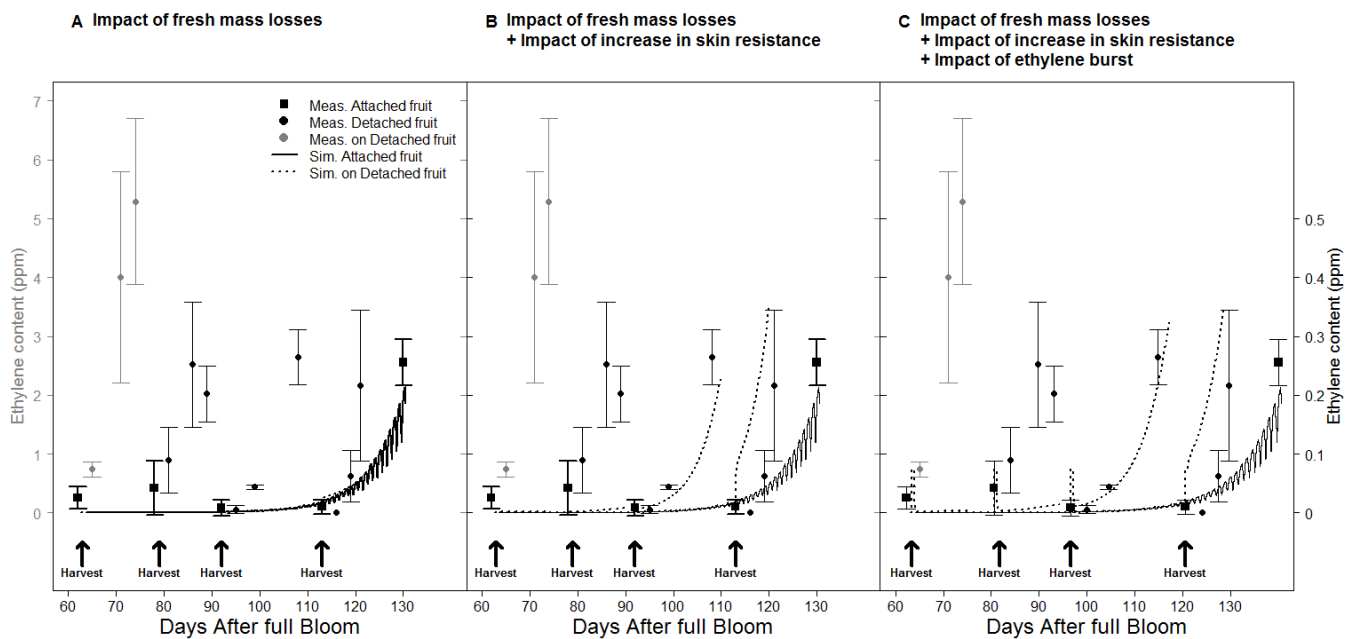 A Impact of fresh mass losses
B Impact of fresh mass losses
+ Impact of increase in skin resistance
C Impact of fresh mass losses
+ Impact of increase in skin resistance
+ Impact of ethylene burst
Ethylene content (ppm)
7
6
5
4
3
2
1
0
Meas. Attached fruit
Meas. Detached fruit
Meas. on Detached fruit
Sim. Attached fruit
Sim. on Detached fruit
Harvest Harvest Harvest Harvest
Harvest Harvest Harvest Harvest
Harvest Harvest Harvest Harvest
0.5
0.4
0.3
0.2
0.1
0
Ethylene content (ppm)
60 70 80 90 100 110 120 130
60 70 80 90 100 110 120 130
60 70 80 90 100 110 120 130
Days After full Bloom
Days After full Bloom
Days After full Bloom